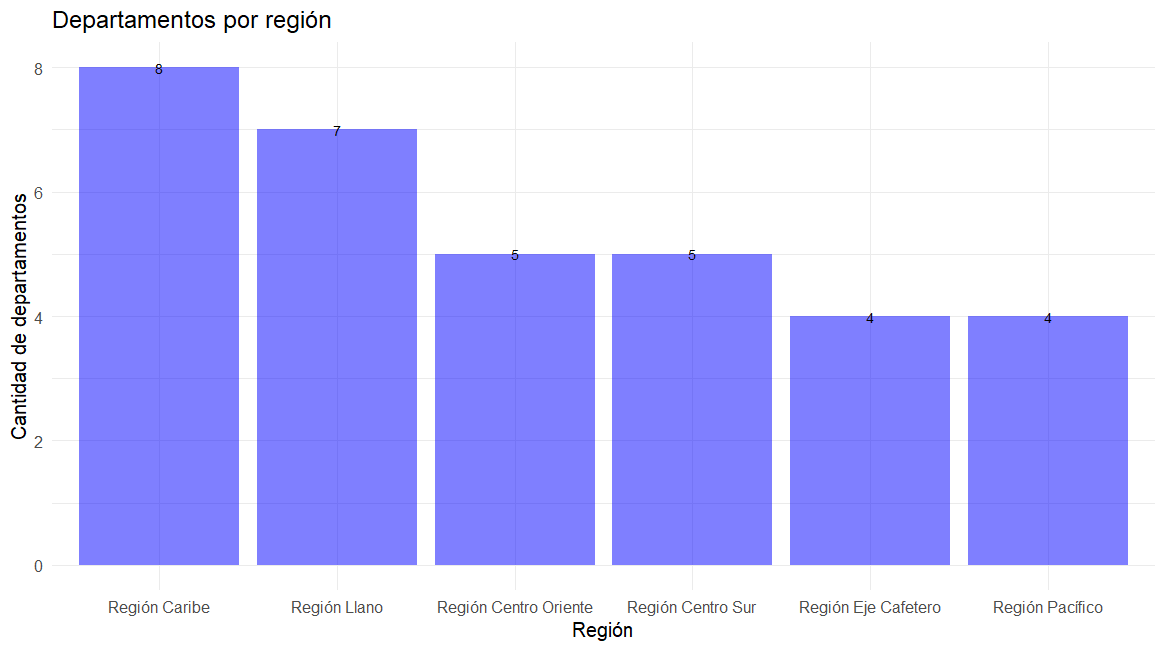 Departamentos por región
Cantidad de departamentos
8
6
4
2
0
8
7
5
5
4
4
Región Caribe
Región Llano
Región Centro Oriente
Región Centro Sur
Región Eje Cafetero
Región Pacífico
Región